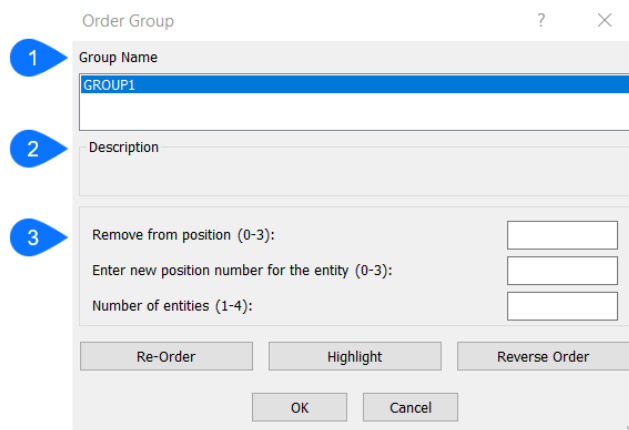 Order Group ?
1 Group Name
GROUP1
2 Description
3 Remove from position (0-3):
Enter new position number for the entity (0-3):
Number of entities (1-4):
Re-Order Highlight Reverse Order
OK Cancel